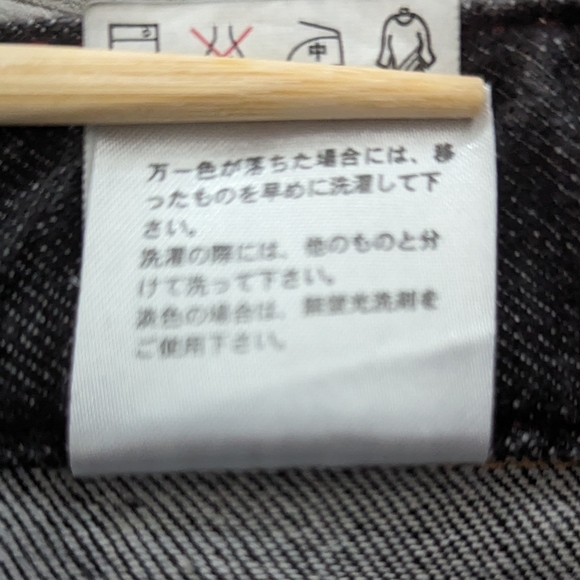 中
万一色が落ちた場合には、移
ったものを早めに洗濯して下
さい。
洗濯の際には、他のものと分
けて洗って下さい。
淡色の場合は、無蛍光洗剤を
ご使用下さい。